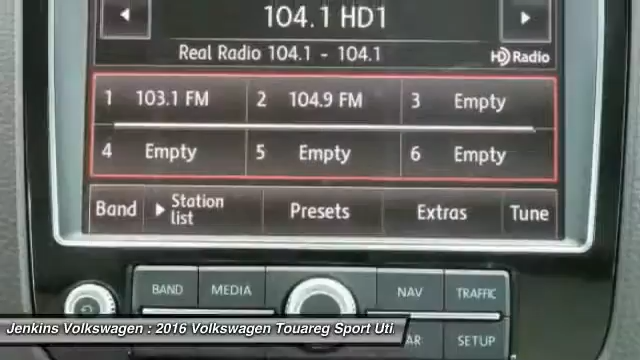 104.1 HD1
Real Radio 104.1 - 104.1
HD Radio
1 103.1 FM 2 104.9 FM 3 Empty
4 Empty 5 Empty 6 Empty
Band Station list Presets Extras Tune
BAND MEDIA NAV TRAFFIC
Jenkins Volkswagen : 2016 Volkswagen Touareg Sport Uti
AR SETUP